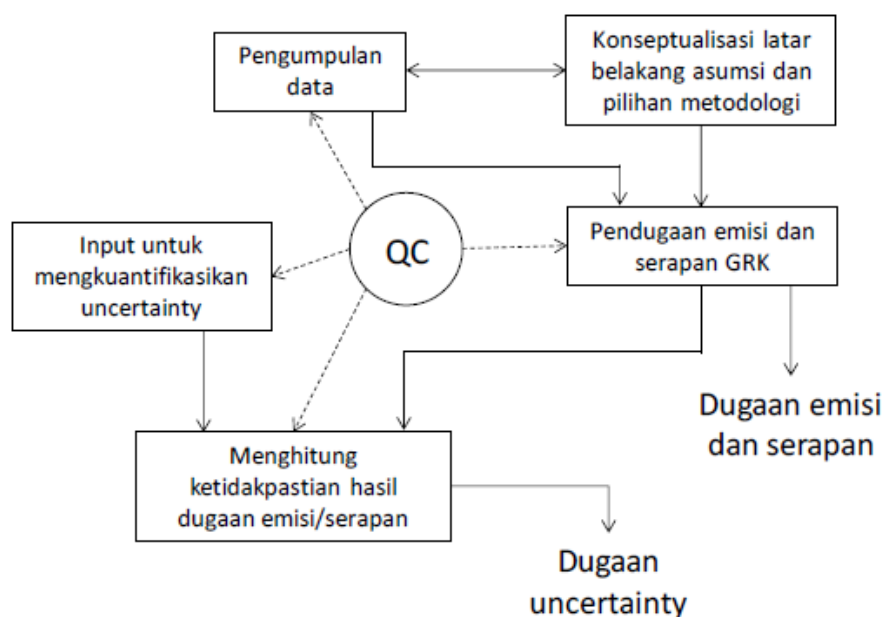 Pengumpulan
data
Konseptualisasi latar
belakang asumsi dan
pilihan metodologi
Input untuk
mengkuantifikasikan
uncertainty
QC
Pendugaan emisi dan
serapan GRK
Dugaan emisi
dan serapan
Menghitung
ketidakpastian hasil
dugaan emisi/serapan
Dugaan
uncertainty